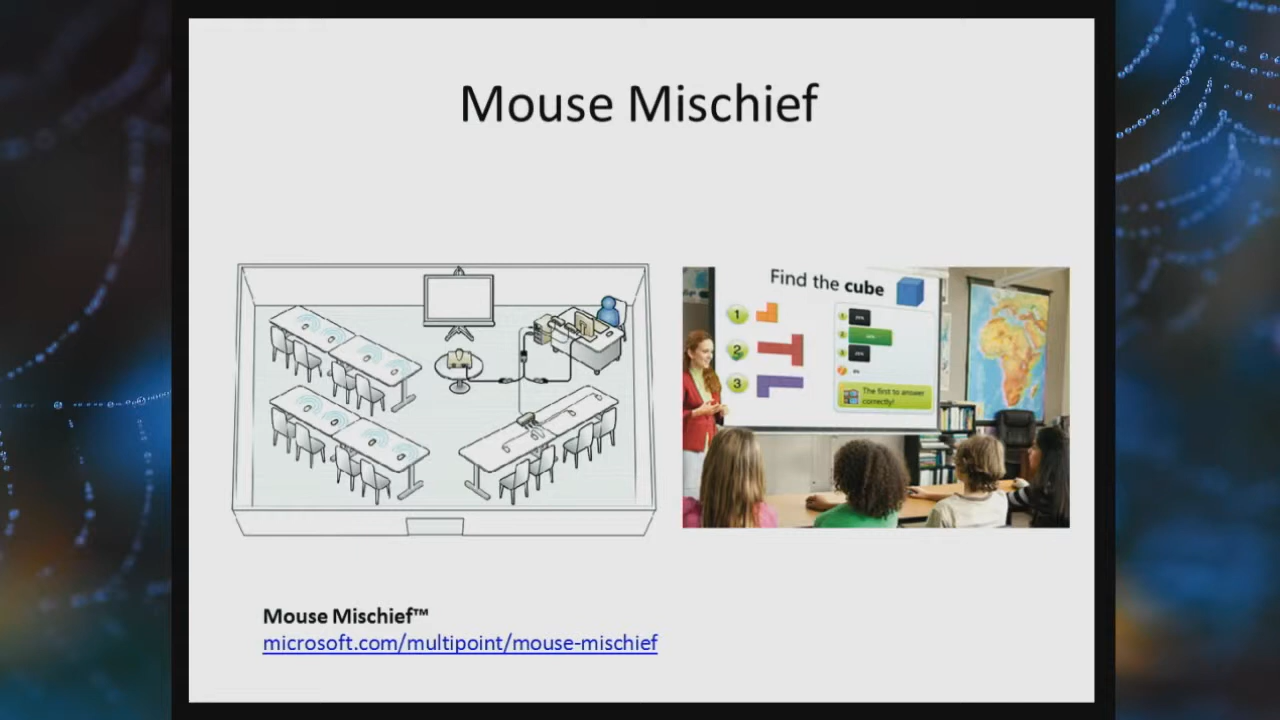 Mouse Mischief
Find the cube
1
2
3
The first to answer
correctly!
Mouse Mischief™
microsoft.com/multipoint/mouse-mischief